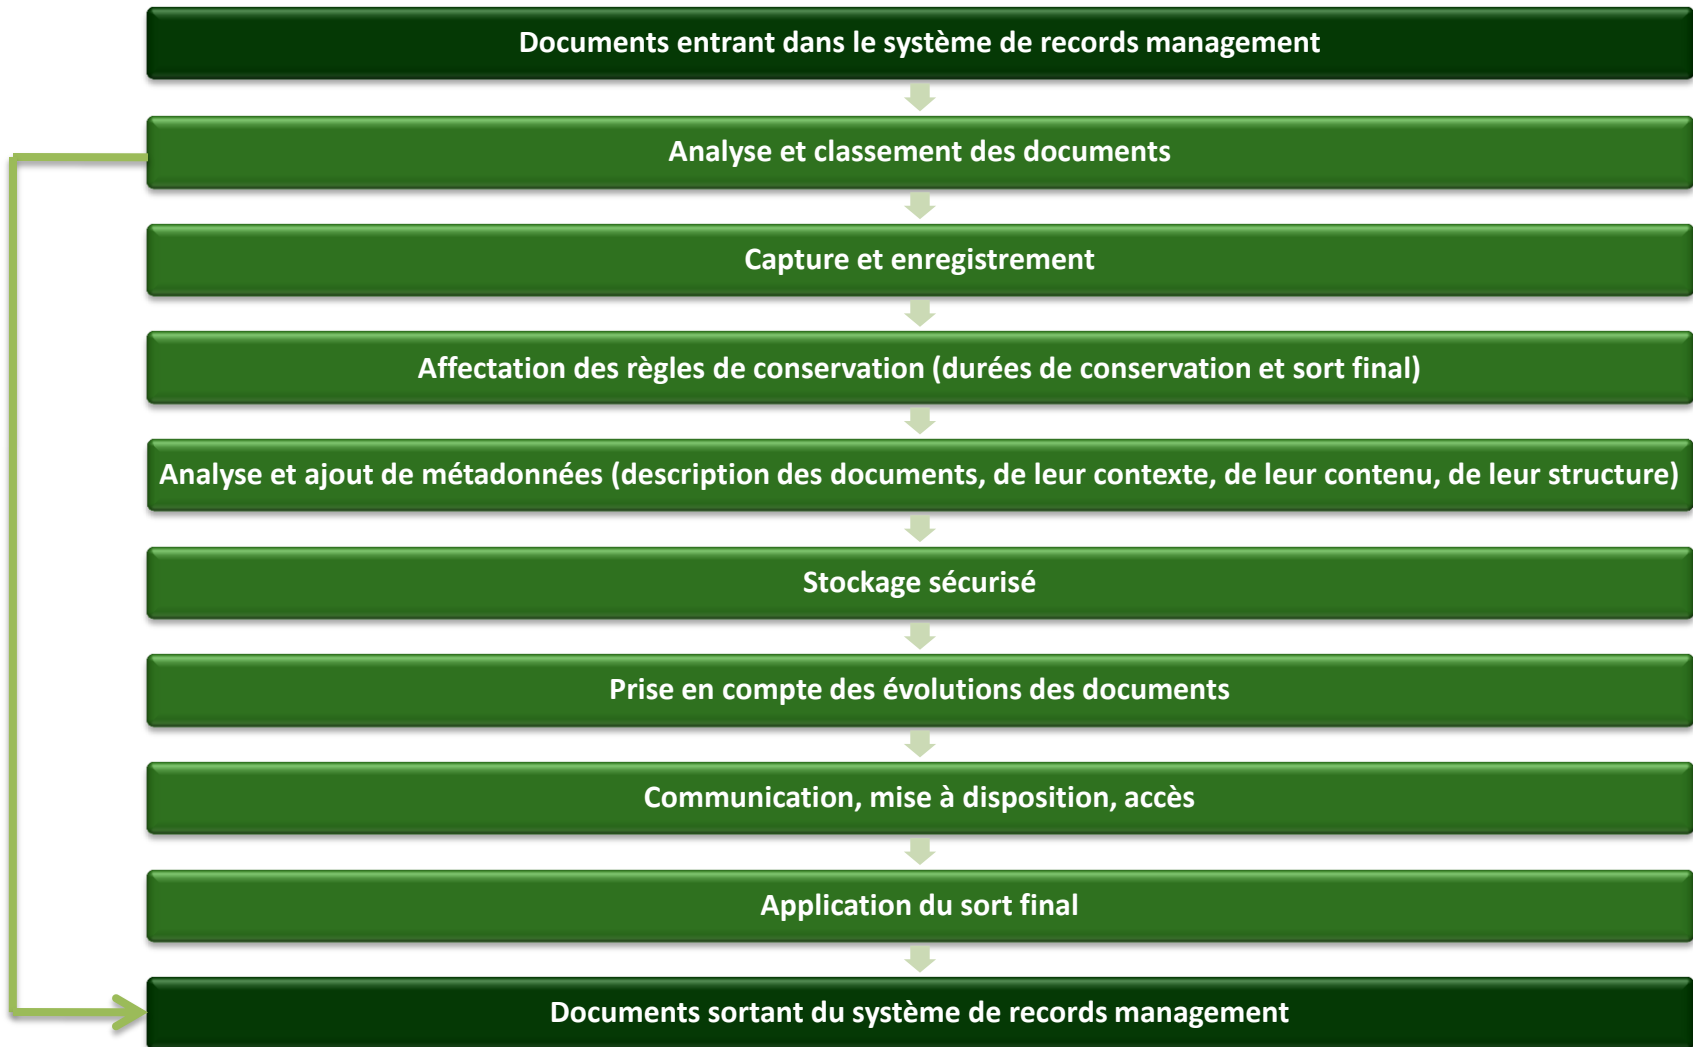 Documents entrant dans le système de records management
Analyse et classement des documents
Capture et enregistrement
Affectation des règles de conservation (durées de conservation et sort final)
Analyse et ajout de métadonnées (description des documents, de leur contexte, de leur contenu, de leur structure)
Stockage sécurisé
Prise en compte des évolutions des documents
Communication, mise à disposition, accès
Application du sort final
Documents sortant du système de records management